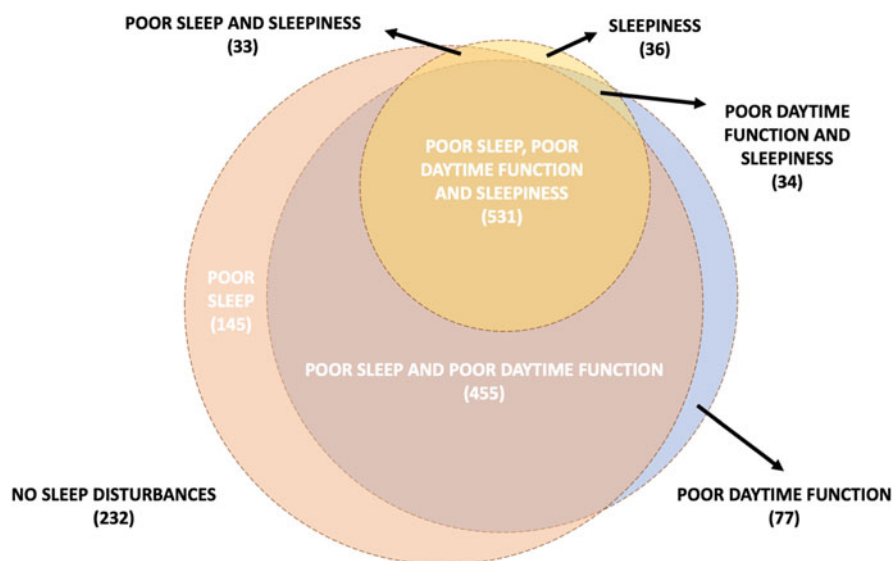 POOR SLEEP AND SLEEPINESS
(33)
SLEEPINESS
(36)
POOR DAYTIME
FUNCTION AND
SLEEPINESS
(34)
POOR SLEEP, POOR
DAYTIME FUNCTION
AND SLEEPINESS
(531)
POOR
SLEEP
(145)
POOR SLEEP AND POOR DAYTIME FUNCTION
(455)
NO SLEEP DISTURBANCES
(232)
POOR DAYTIME FUNCTION
(77)